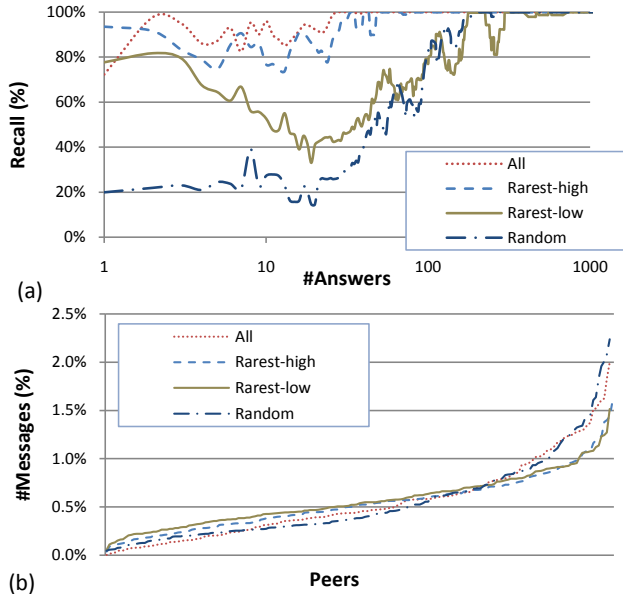 100%
80%
60%
40%
20%
0%
Recall (%)
All
Rarest-high
Rarest-low
Random
1
10
100
1000
#Answers
(a)
2.5%
2.0%
1.5%
1.0%
0.5%
0.0%
#Messages (%)
All
Rarest-high
Rarest-low
Random
Peers
(b)